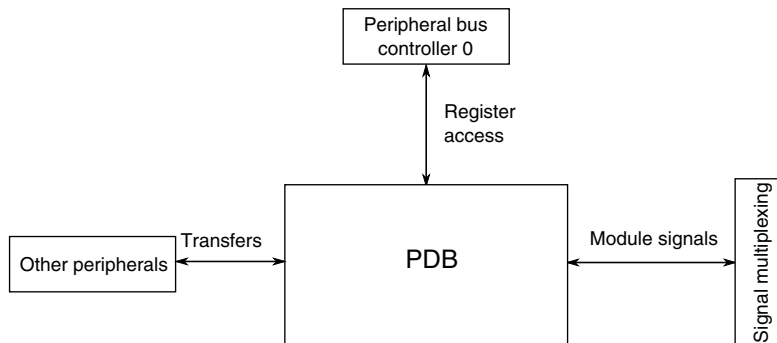 Peripheral bus
controller 0
Register
access
Transfers
Other peripherals
PDB
Module signals
Signal multiplexing